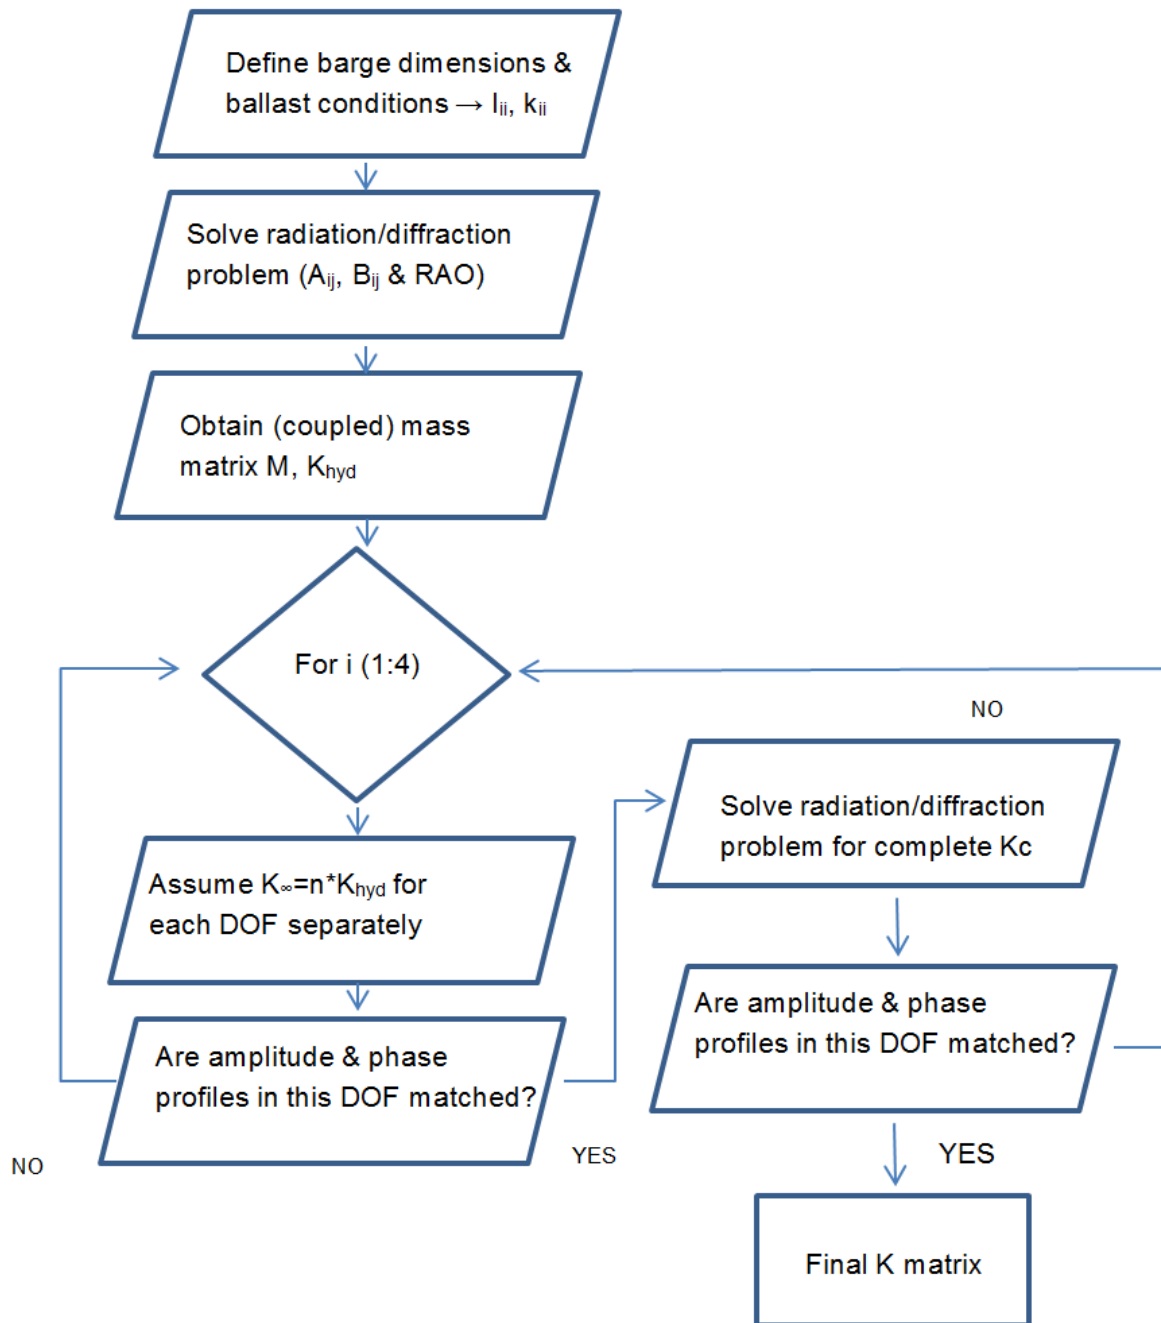 Define barge dimensions &
ballast conditions → Iᵢᵢ, kᵢᵢ
Solve radiation/diffraction
problem (Aᵢⱼ, Bᵢⱼ & RAO)
Obtain (coupled) mass
matrix M, K_hyd
For i (1:4)
Assume K∞=n*K_hyd for
each DOF separately
Are amplitude & phase
profiles in this DOF matched?
NO
YES
NO
Solve radiation/diffraction
problem for complete Kc
Are amplitude & phase
profiles in this DOF matched?
YES
Final K matrix